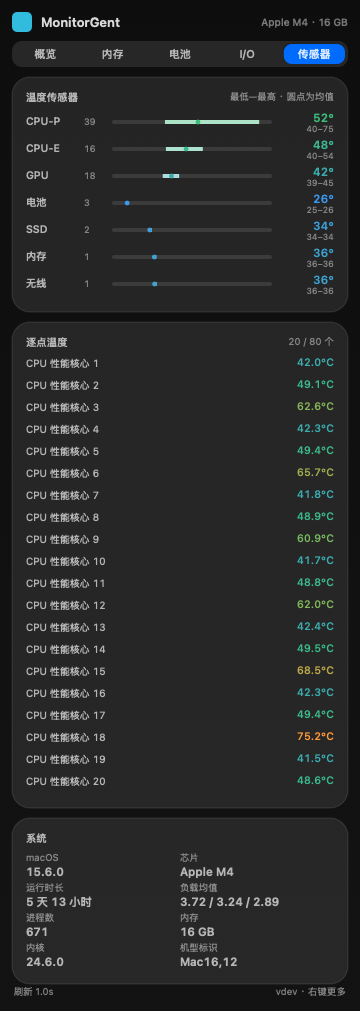 MonitorGent Apple M4 · 16 GB
概览 内存 电池 I/O 传感器
温度传感器 最低—最高 · 圆点为均值
CPU-P 39 52°
40–75
CPU-E 16 48°
40–54
GPU 18 42°
39–45
电池 3 26°
25–26
SSD 2 34°
34–34
内存 1 36°
36–36
无线 1 36°
36–36
逐点温度 20 / 80 个
CPU 性能核心 1 42.0°C
CPU 性能核心 2 49.1°C
CPU 性能核心 3 62.6°C
CPU 性能核心 4 42.3°C
CPU 性能核心 5 49.4°C
CPU 性能核心 6 65.7°C
CPU 性能核心 7 41.8°C
CPU 性能核心 8 48.9°C
CPU 性能核心 9 60.9°C
CPU 性能核心 10 41.7°C
CPU 性能核心 11 48.8°C
CPU 性能核心 12 62.0°C
CPU 性能核心 13 42.4°C
CPU 性能核心 14 49.5°C
CPU 性能核心 15 68.5°C
CPU 性能核心 16 42.3°C
CPU 性能核心 17 49.4°C
CPU 性能核心 18 75.2°C
CPU 性能核心 19 41.5°C
CPU 性能核心 20 48.6°C
系统
macOS 芯片
15.6.0 Apple M4
运行时长 负载均值
5 天 13 小时 3.72 / 3.24 / 2.89
进程数 内存
671 16 GB
内核 机型标识
24.6.0 Mac16,12
刷新 1.0s vdev · 右键更多